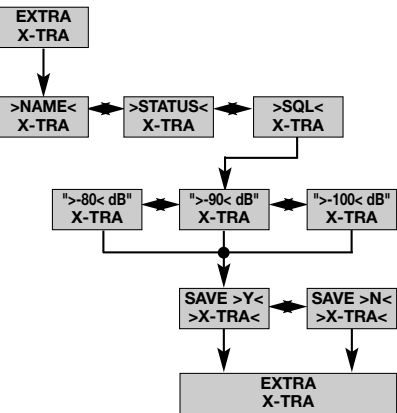 EXTRA
X-TRA
>NAME<
X-TRA
>STATUS<
X-TRA
>SQL<
X-TRA
">-80< dB"
X-TRA
">-90< dB"
X-TRA
">-100< dB"
X-TRA
SAVE >Y<
>X-TRA<
SAVE >N<
>X-TRA<
EXTRA
X-TRA